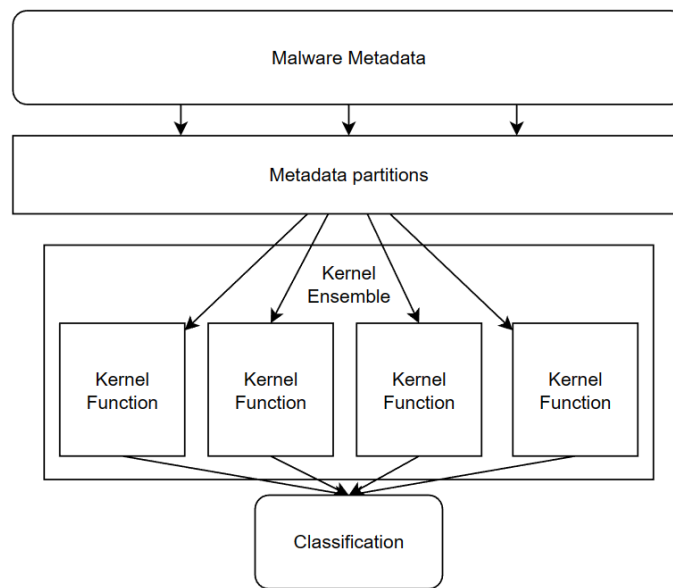 Malware Metadata
Metadata partitions
Kernel
Ensemble
Kernel
Function
Kernel
Function
Kernel
Function
Kernel
Function
Classification